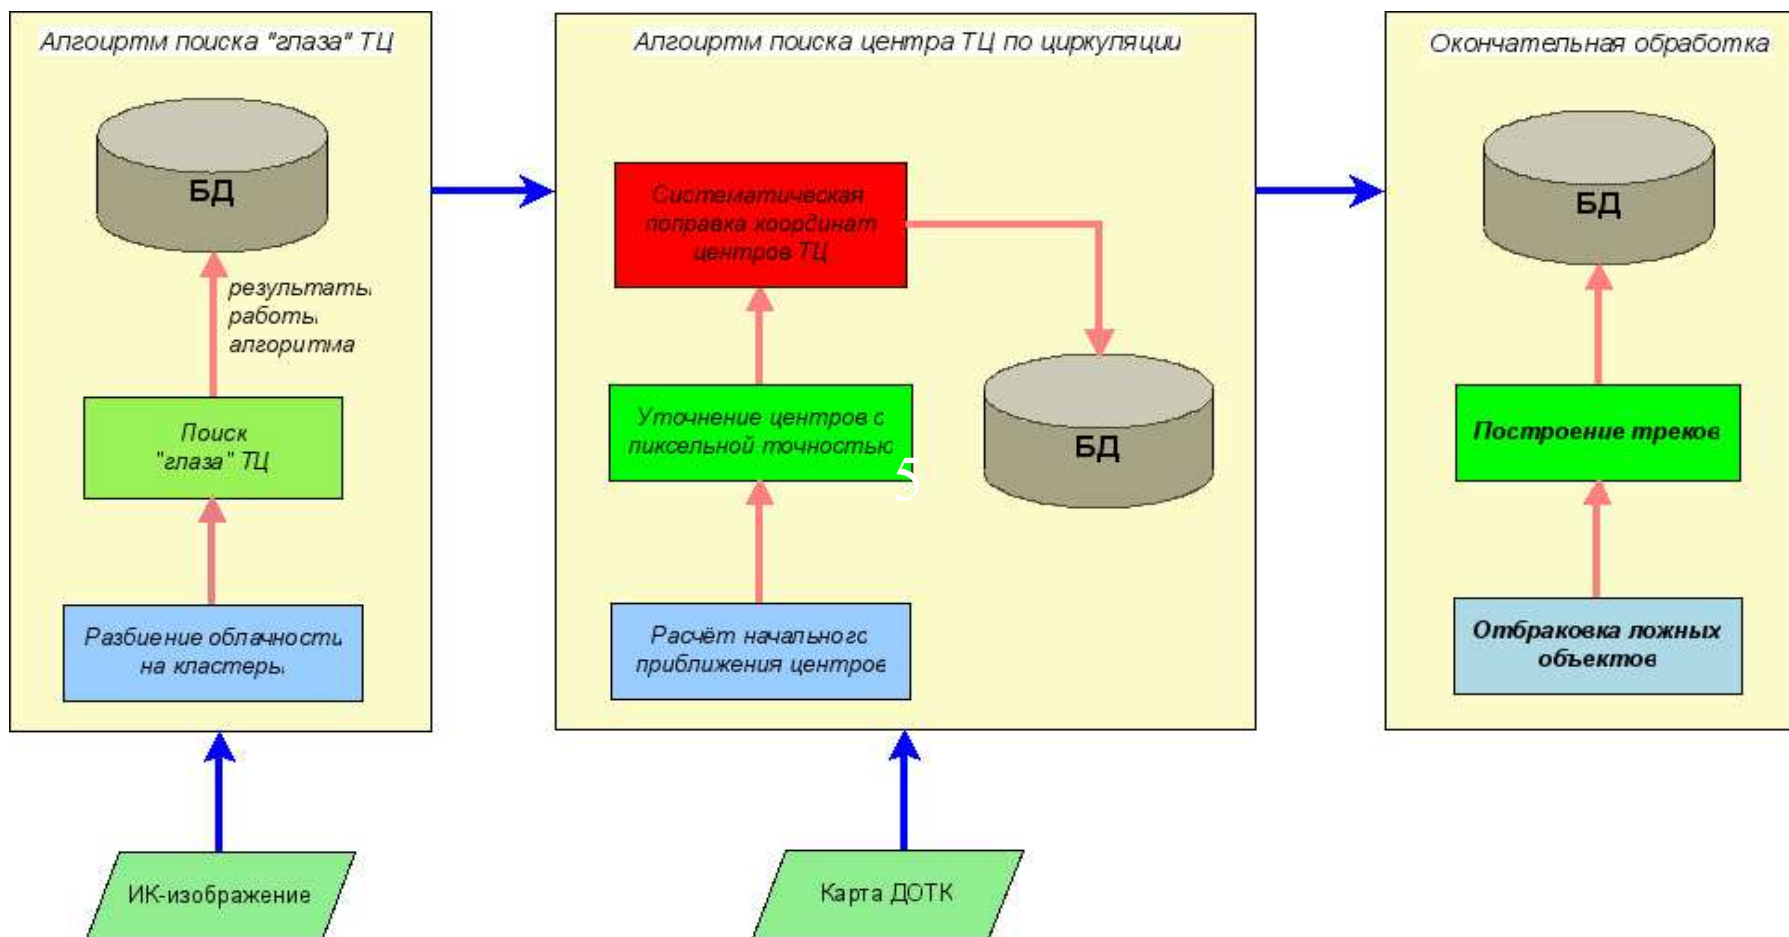 Алгоиртм поиска "глаза" ТЦ
БД
результаты
работы
алгоритма
Поиск
"глаза" ТЦ
Разбиение облачности
на кластеры
ИК-изображение
Алгоиртм поиска центра ТЦ по циркуляции
Систематическая
поправка координат
центров ТЦ
Уточнение центров с
пиксельной точностью
5
БД
Расчёт начального
приближения центров
Карта ДОТК
Окончательная обработка
БД
Построение треков
Отбраковка ложных
объектов